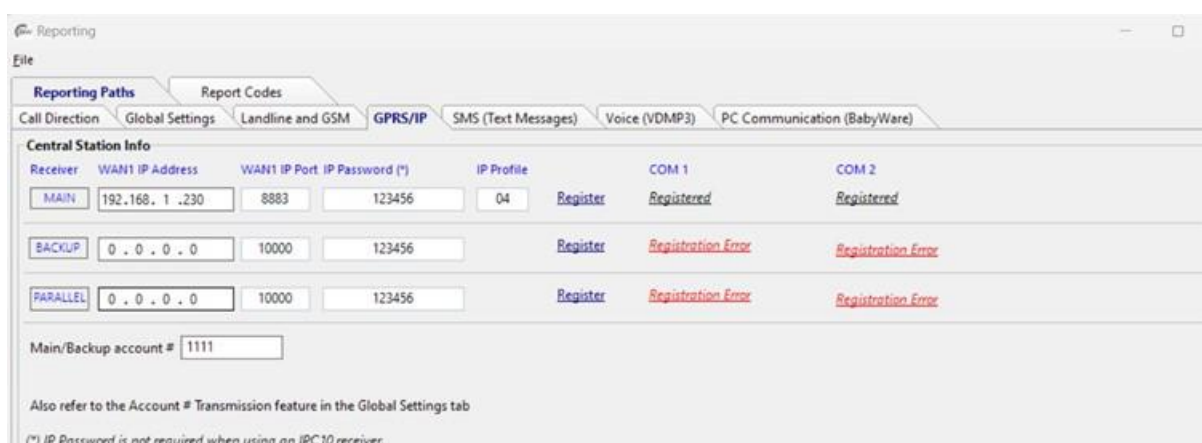 Reporting
File
Reporting Paths Report Codes
Call Direction Global Settings Landline and GSM GPRS/IP SMS (Text Messages) Voice (VDMP3) PC Communication (BabyWare)
Central Station Info
Receiver WAN1 IP Address WAN1 IP Port IP Password (*) IP Profile COM 1 COM 2
MAIN 192.168. 1 .230 8883 123456 04 Register Registered Registered
BACKUP 0 . 0 . 0 . 0 10000 123456 Register Registration Error Registration Error
PARALLEL 0 . 0 . 0 . 0 10000 123456 Register Registration Error Registration Error
Main/Backup account # 1111
Also refer to the Account # Transmission feature in the Global Settings tab
(*) IP Password is not required when using an IPC10 receiver